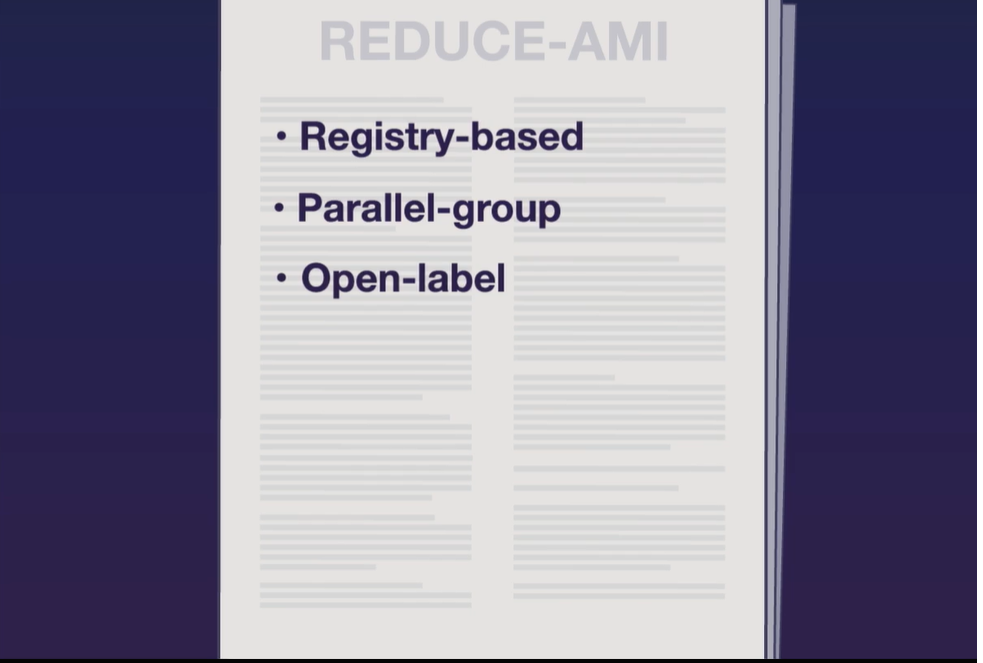 REDUCE-AMI
• Registry-based
• Parallel-group
• Open-label